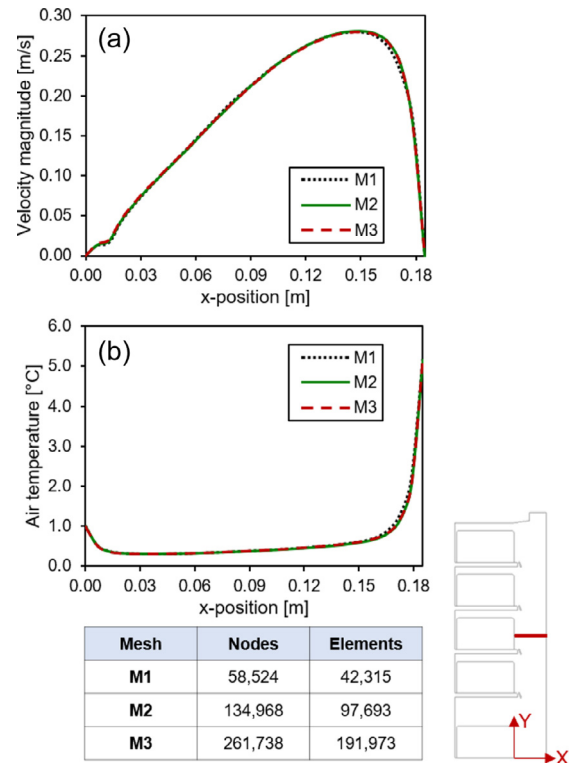 (a)
Velocity magnitude [m/s]
0.30
0.25
0.20
0.15
0.10
0.05
0.00
M1
M2
M3
0.00 0.03 0.06 0.09 0.12 0.15 0.18
x-position [m]
(b)
Air temperature [°C]
6.0
5.0
4.0
3.0
2.0
1.0
0.0
M1
M2
M3
0.00 0.03 0.06 0.09 0.12 0.15 0.18
x-position [m]
Mesh Nodes Elements
M1 58,524 42,315
M2 134,968 97,693
M3 261,738 191,973
Y
X